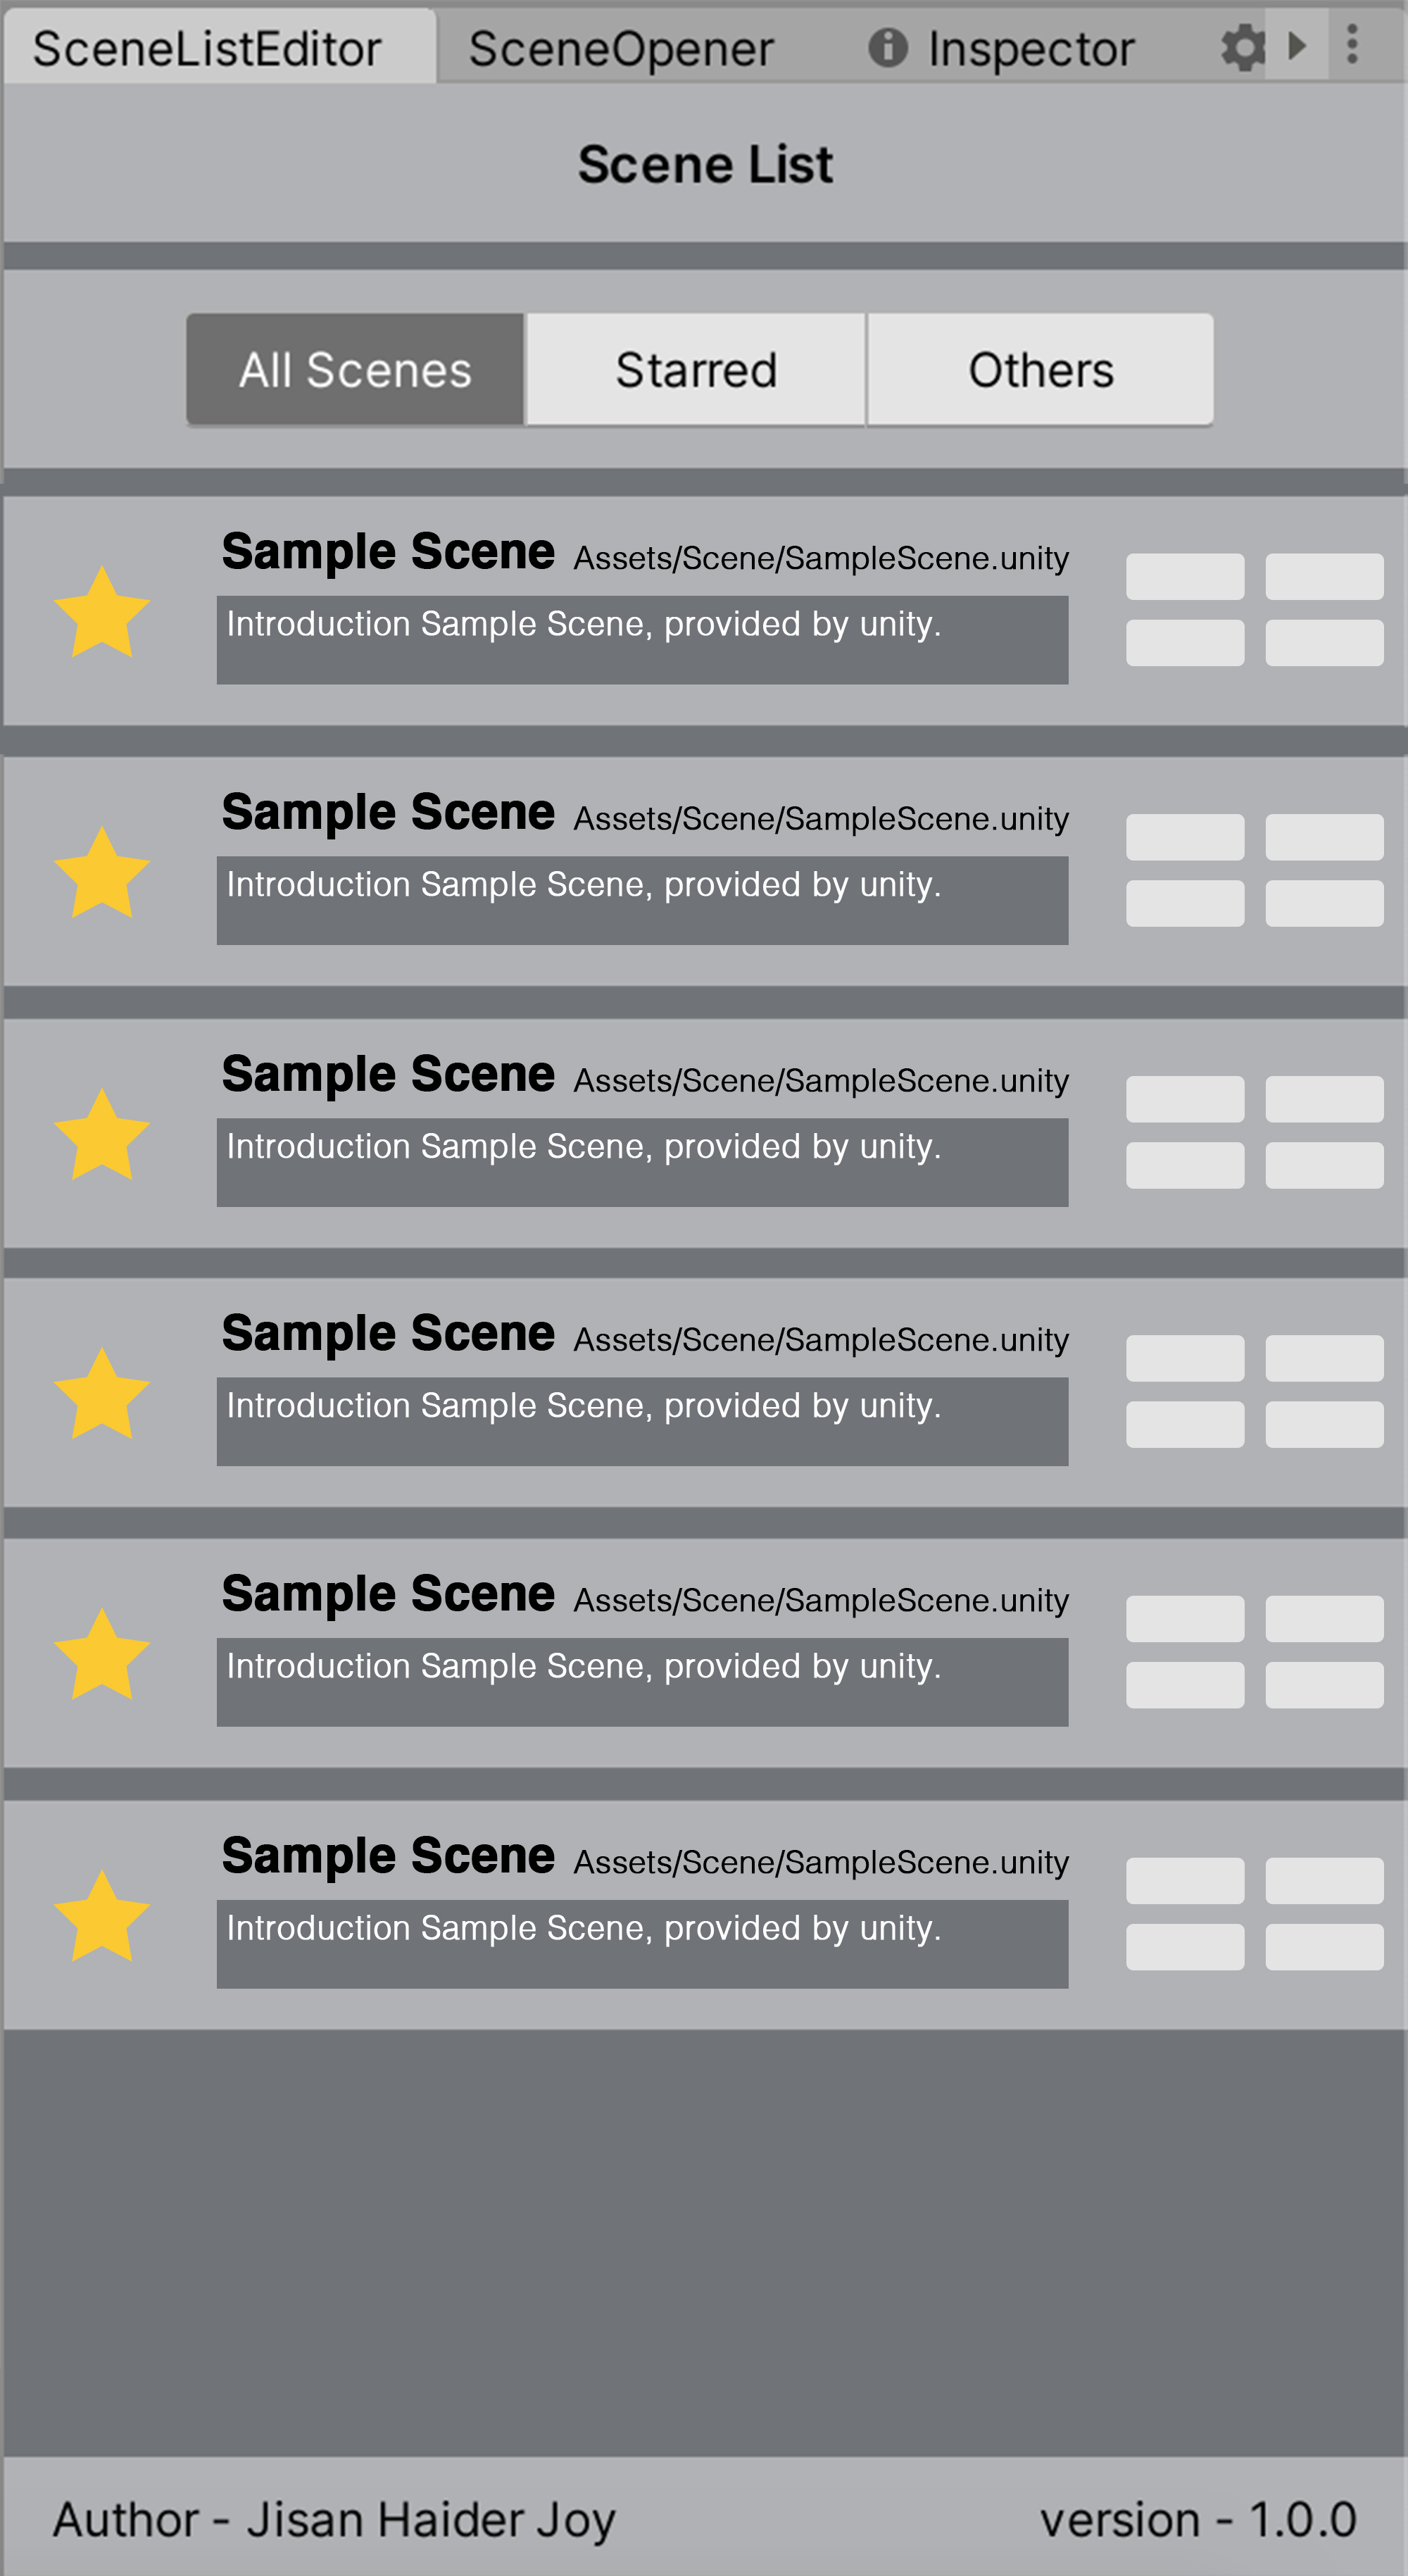 SceneListEditor SceneOpener Inspector
Scene List
All Scenes Starred Others
Sample Scene Assets/Scene/SampleScene.unity
Introduction Sample Scene, provided by unity.
Sample Scene Assets/Scene/SampleScene.unity
Introduction Sample Scene, provided by unity.
Sample Scene Assets/Scene/SampleScene.unity
Introduction Sample Scene, provided by unity.
Sample Scene Assets/Scene/SampleScene.unity
Introduction Sample Scene, provided by unity.
Sample Scene Assets/Scene/SampleScene.unity
Introduction Sample Scene, provided by unity.
Sample Scene Assets/Scene/SampleScene.unity
Introduction Sample Scene, provided by unity.
Author - Jisan Haider Joy version - 1.0.0